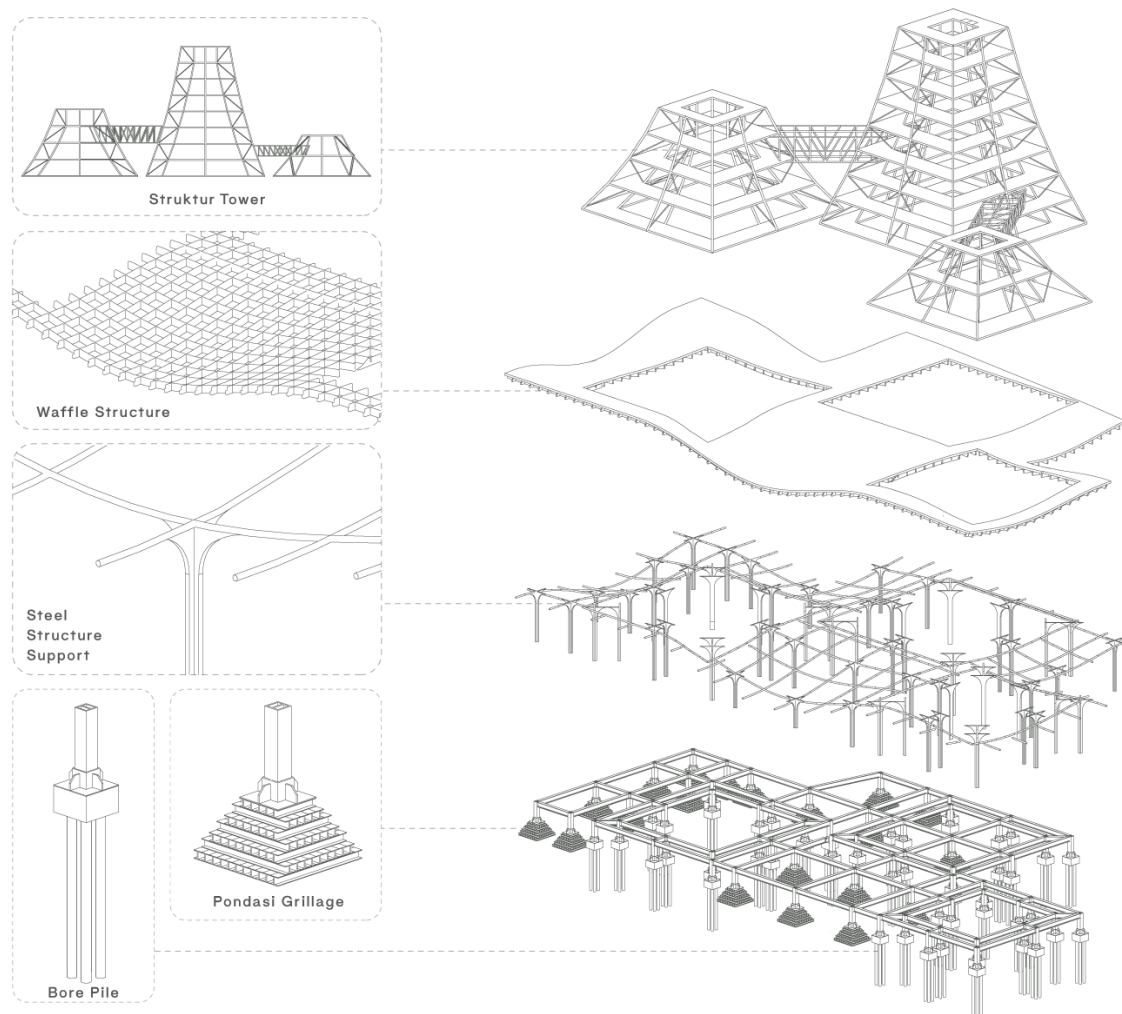 Struktur Tower
Waffle Structure
Steel
Structure
Support
Pondasi Grillage
Bore Pile